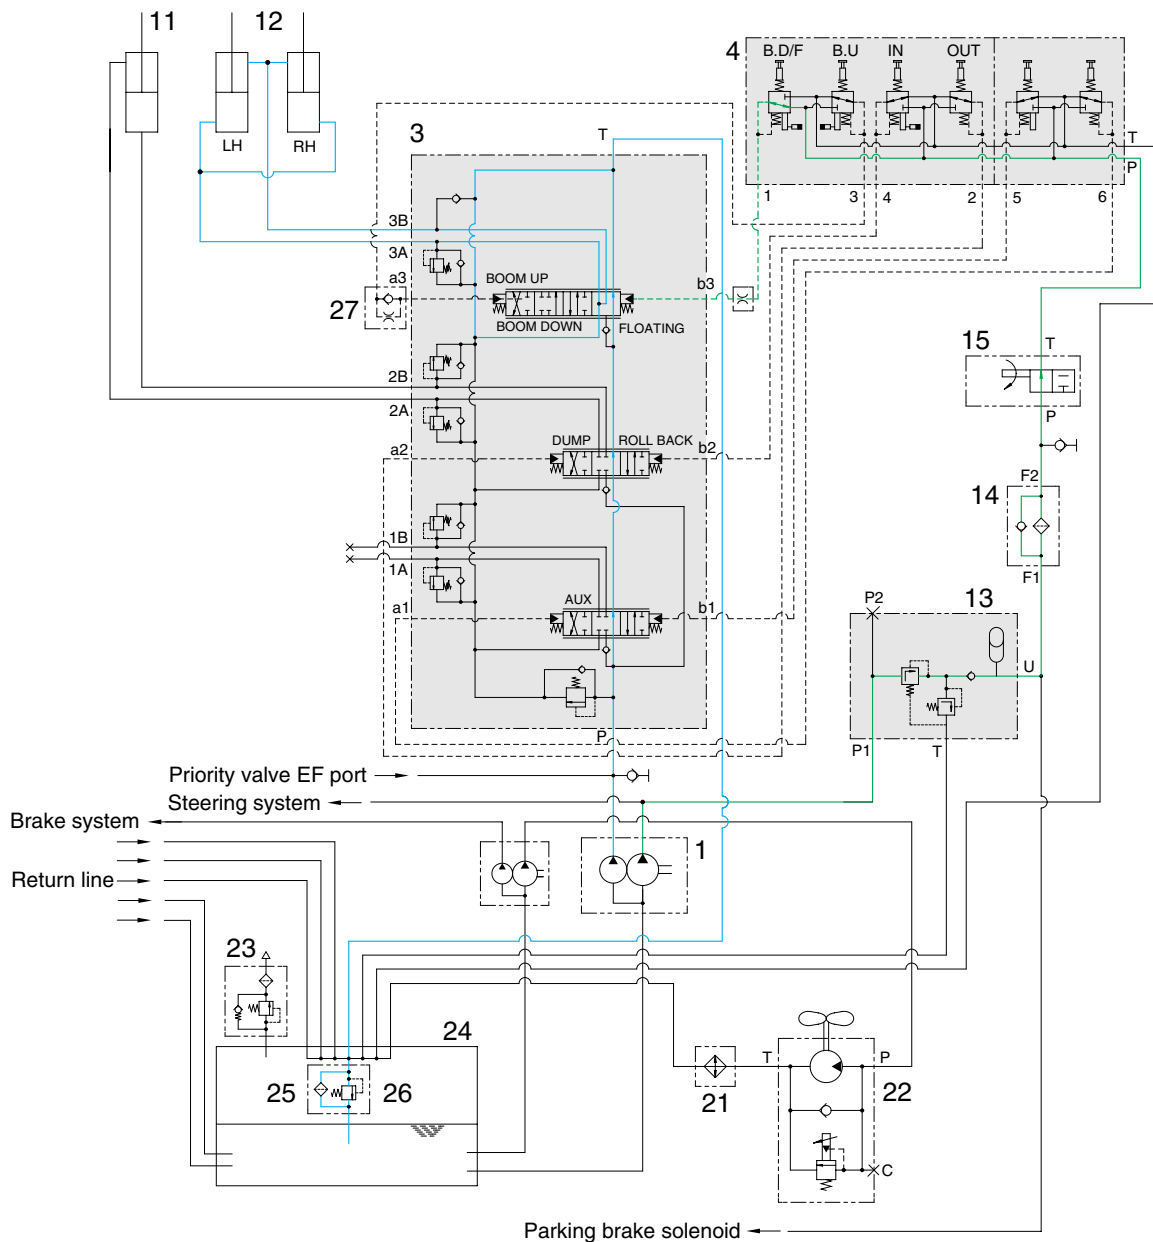 11
12
4
B.D/F
B.U
IN
OUT
3
T
LH
RH
T
P
1
3
4
2
5
6
3B
3A
a3
BOOM UP
b3
27
BOOM DOWN
FLOATING
15
T
P
2B
2A
DUMP
ROLL BACK
a2
b2
F2
14
F1
1B
1A
AUX
a1
b1
P2
13
U
P
P1
T
Priority valve EF port
Steering system
Brake system
1
Return line
23
24
25
26
T
P
21
22
C
Parking brake solenoid